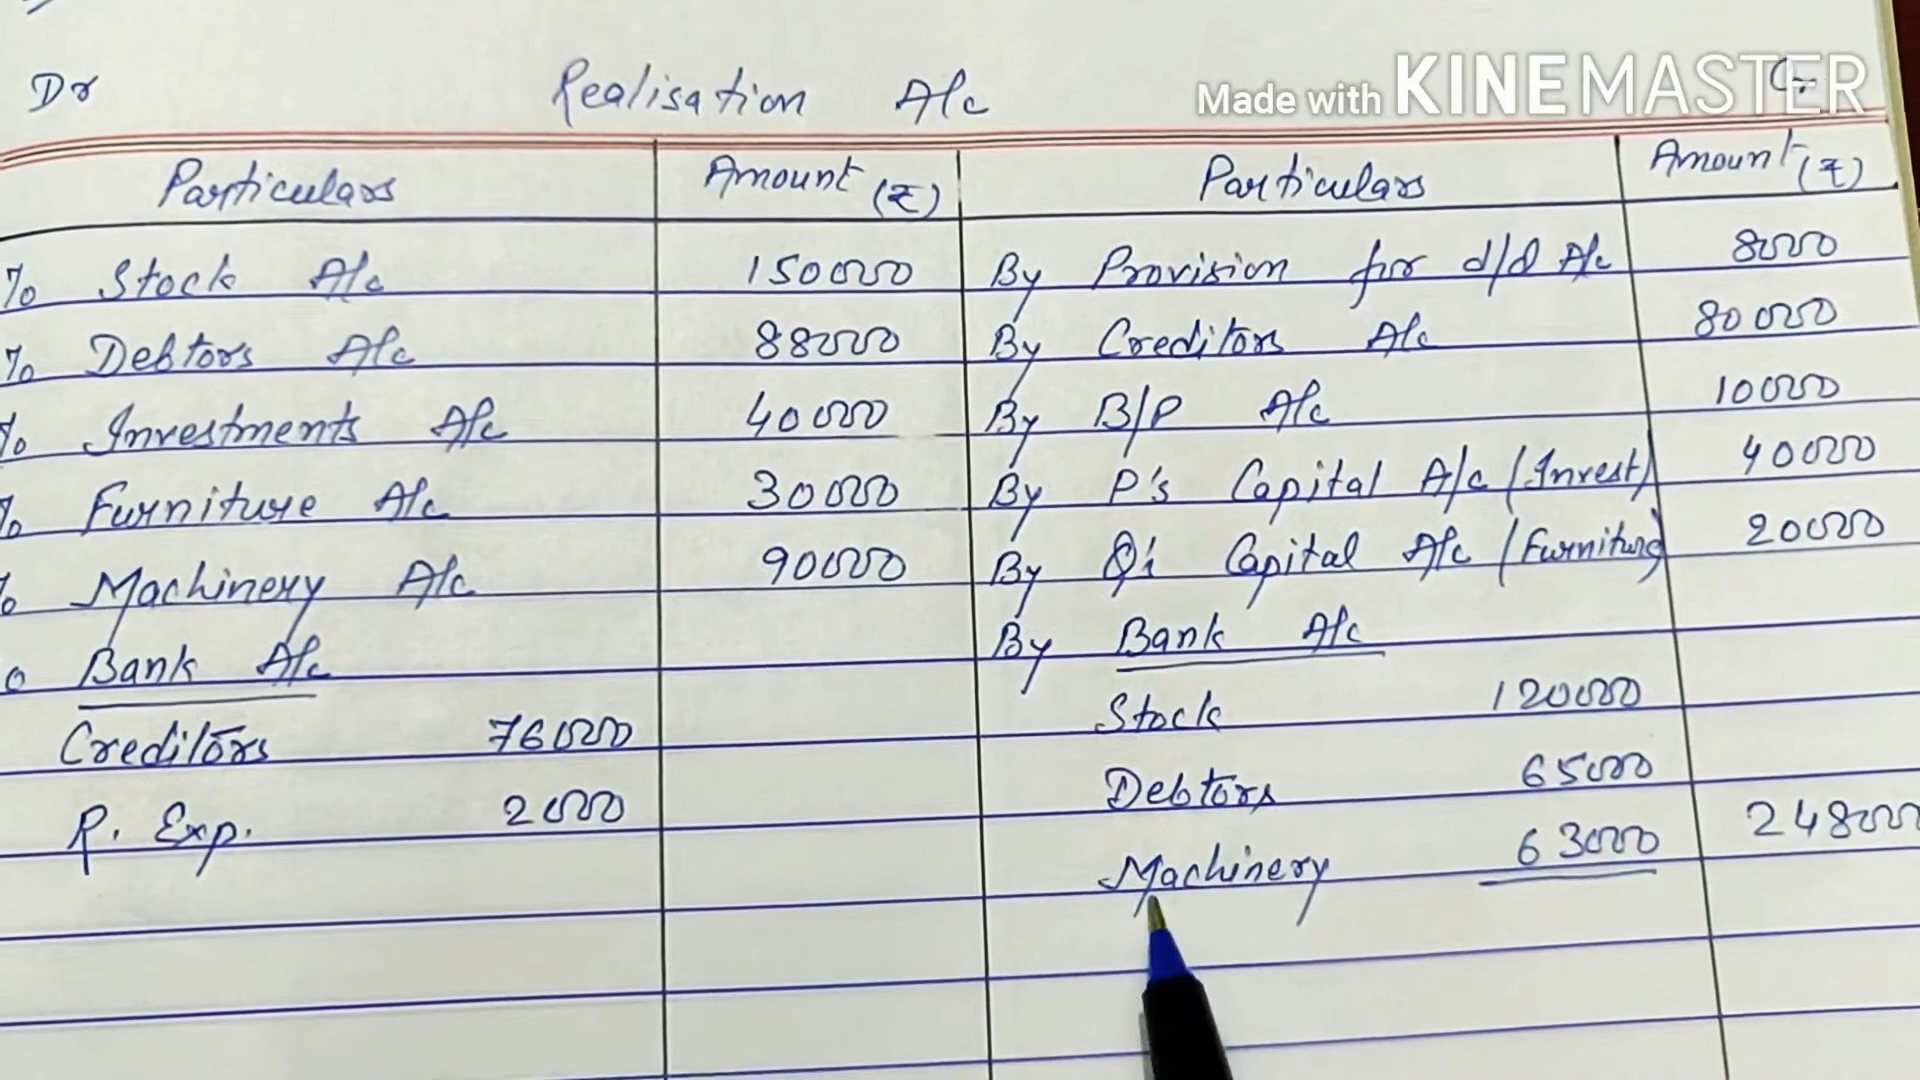 Dr Realisation A/c Cr
Made with KINEMASTER
Particulars Amount (₹) Particulars Amount (₹)
To Stock A/c 150000 By Provision for d/d A/c 8000
To Debtors A/c 88000 By Creditors A/c 80000
To Investments A/c 40000 By B/P A/c 10000
To Furniture A/c 30000 By P's Capital A/c (Invest) 40000
To Machinery A/c 90000 By Q's Capital A/c (Furniture) 20000
o Bank A/c By Bank A/c
Creditors 76000 Stock 120000
R. Exp. 2000 Debtors 65000
Machinery 63000 248000